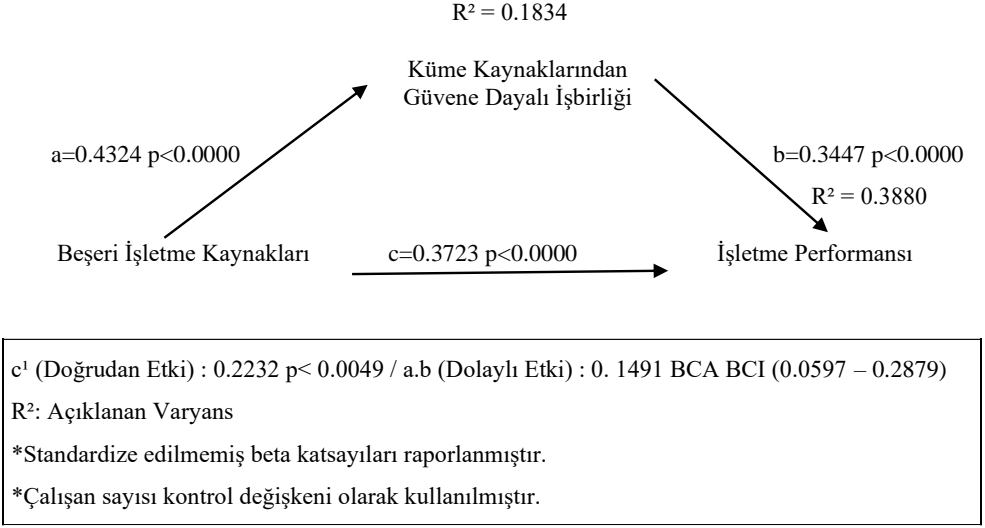 R² = 0.1834
Küme Kaynaklarından
Güvene Dayalı İşbirliği
a=0.4324 p<0.0000
b=0.3447 p<0.0000
R² = 0.3880
Beşeri İşletme Kaynakları
c=0.3723 p<0.0000
İşletme Performansı
c¹ (Doğrudan Etki) : 0.2232 p< 0.0049 / a.b (Dolaylı Etki) : 0. 1491 BCA BCI (0.0597 – 0.2879)
R²: Açıklanan Varyans
*Standardize edilmemiş beta katsayıları raporlanmıştır.
*Çalışan sayısı kontrol değişkeni olarak kullanılmıştır.